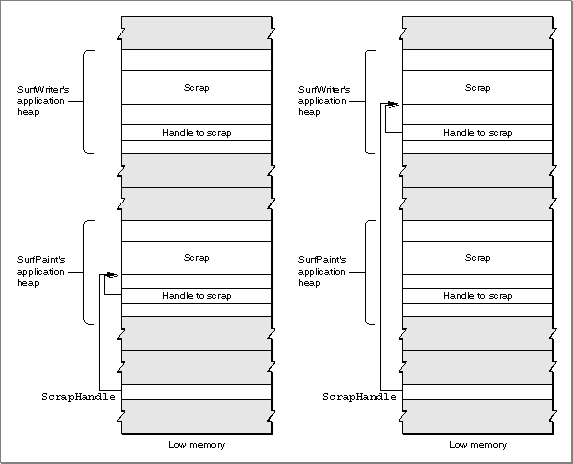 SurfWriter's
application
heap
Scrap
Handle to scrap
SurfPaint's
application
heap
Scrap
Handle to scrap
ScrapHandle
Low memory
SurfWriter's
application
heap
Scrap
Handle to scrap
SurfPaint's
application
heap
Scrap
Handle to scrap
ScrapHandle
Low memory